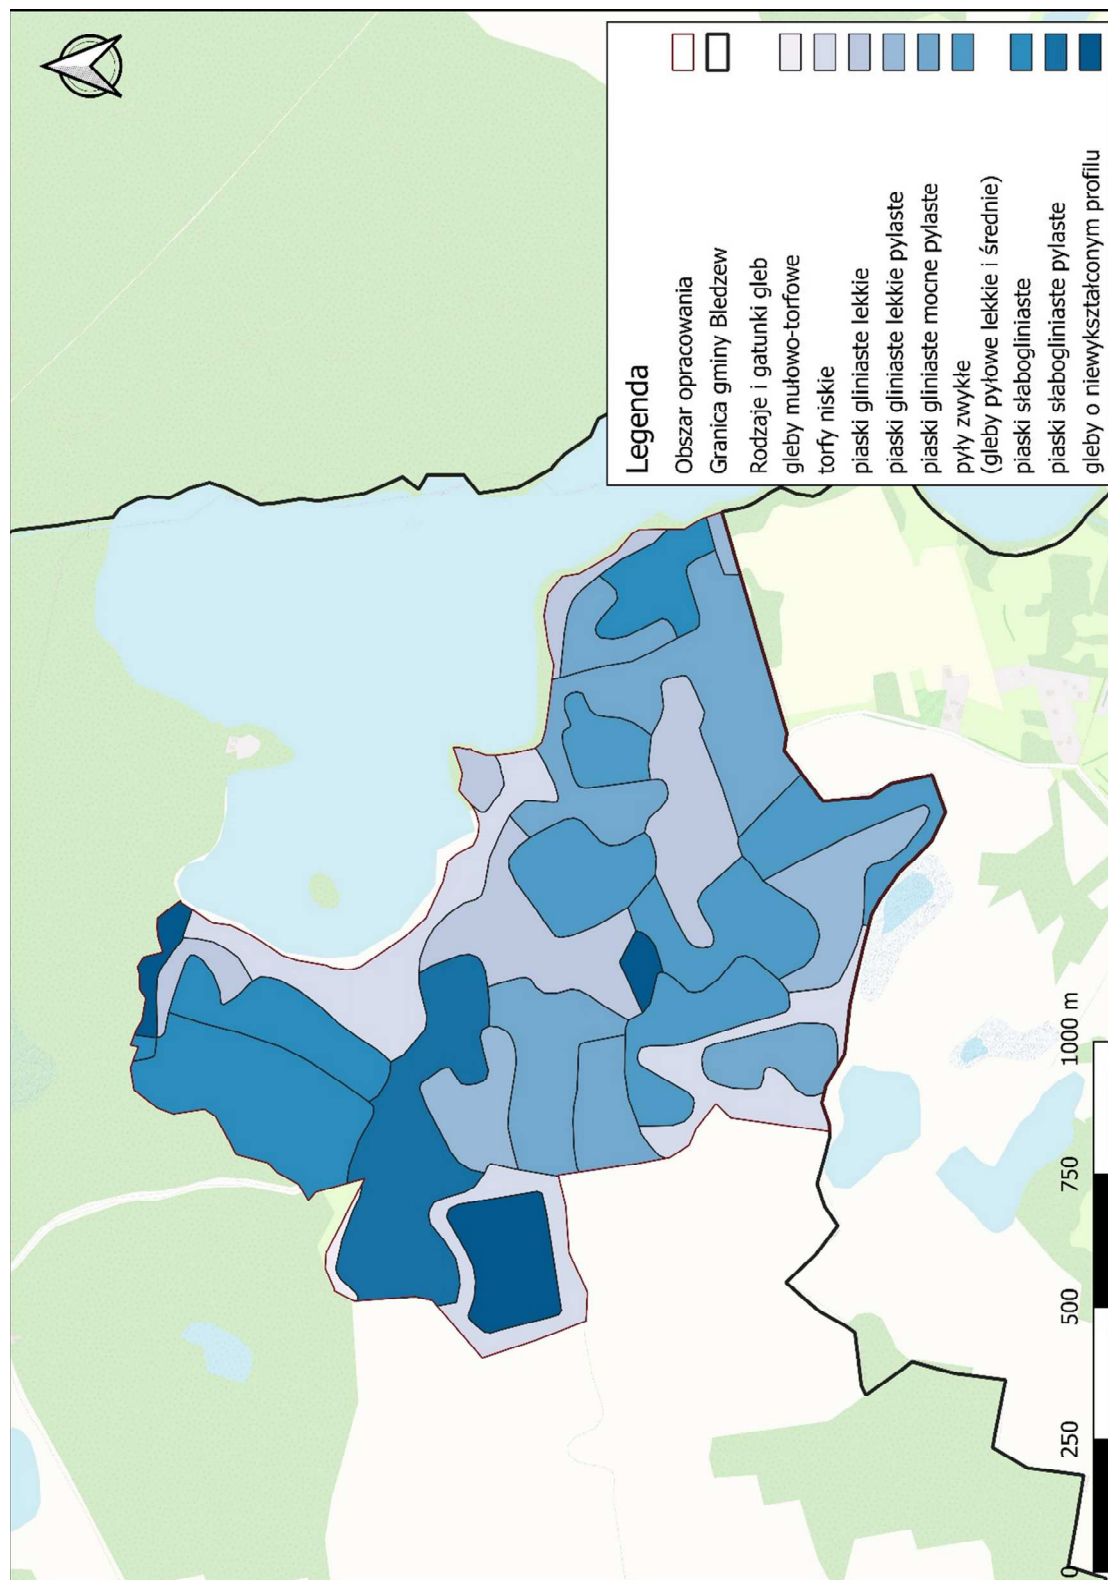 Legenda
Obszar opracowania
Granica gminy Bledzew
Rodzaje i gatunki gleb
gleby mułowo-torfowe
torfy niskie
piaski gliniaste lekkie
piaski gliniaste lekkie pylaste
piaski gliniaste mocne pylaste
pyły zwykłe
(gleby pyłowe lekkie i średnie)
piaski słabogliniaste
piaski słabogliniaste pylaste
gleby o niewykształconym profilu
0 250 500 750 1000 m